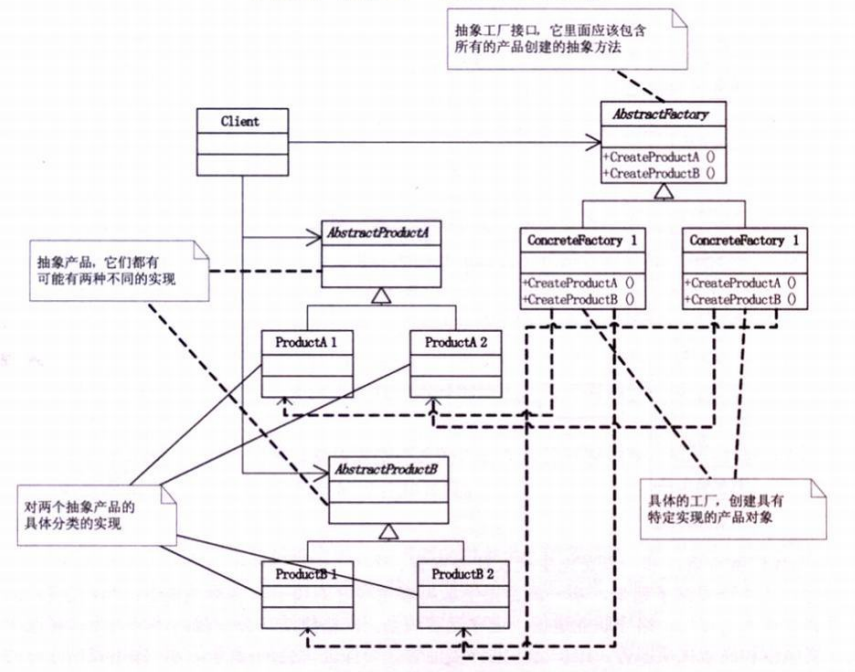 抽象工厂接口, 它里面应该包含
所有的产品创建的抽象方法
Client
AbstractFactory
+CreateProductA ()
+CreateProductB ()
AbstractProductA
ConcreteFactory 1
+CreateProductA ()
+CreateProductB ()
ConcreteFactory 1
+CreateProductA ()
+CreateProductB ()
抽象产品, 它们都有
可能有两种不同的实现
ProductA 1
ProductA 2
AbstractProductB
对两个抽象产品的
具体分类的实现
具体的工厂, 创建具有
特定实现的产品对象
ProductB 1
ProductB 2